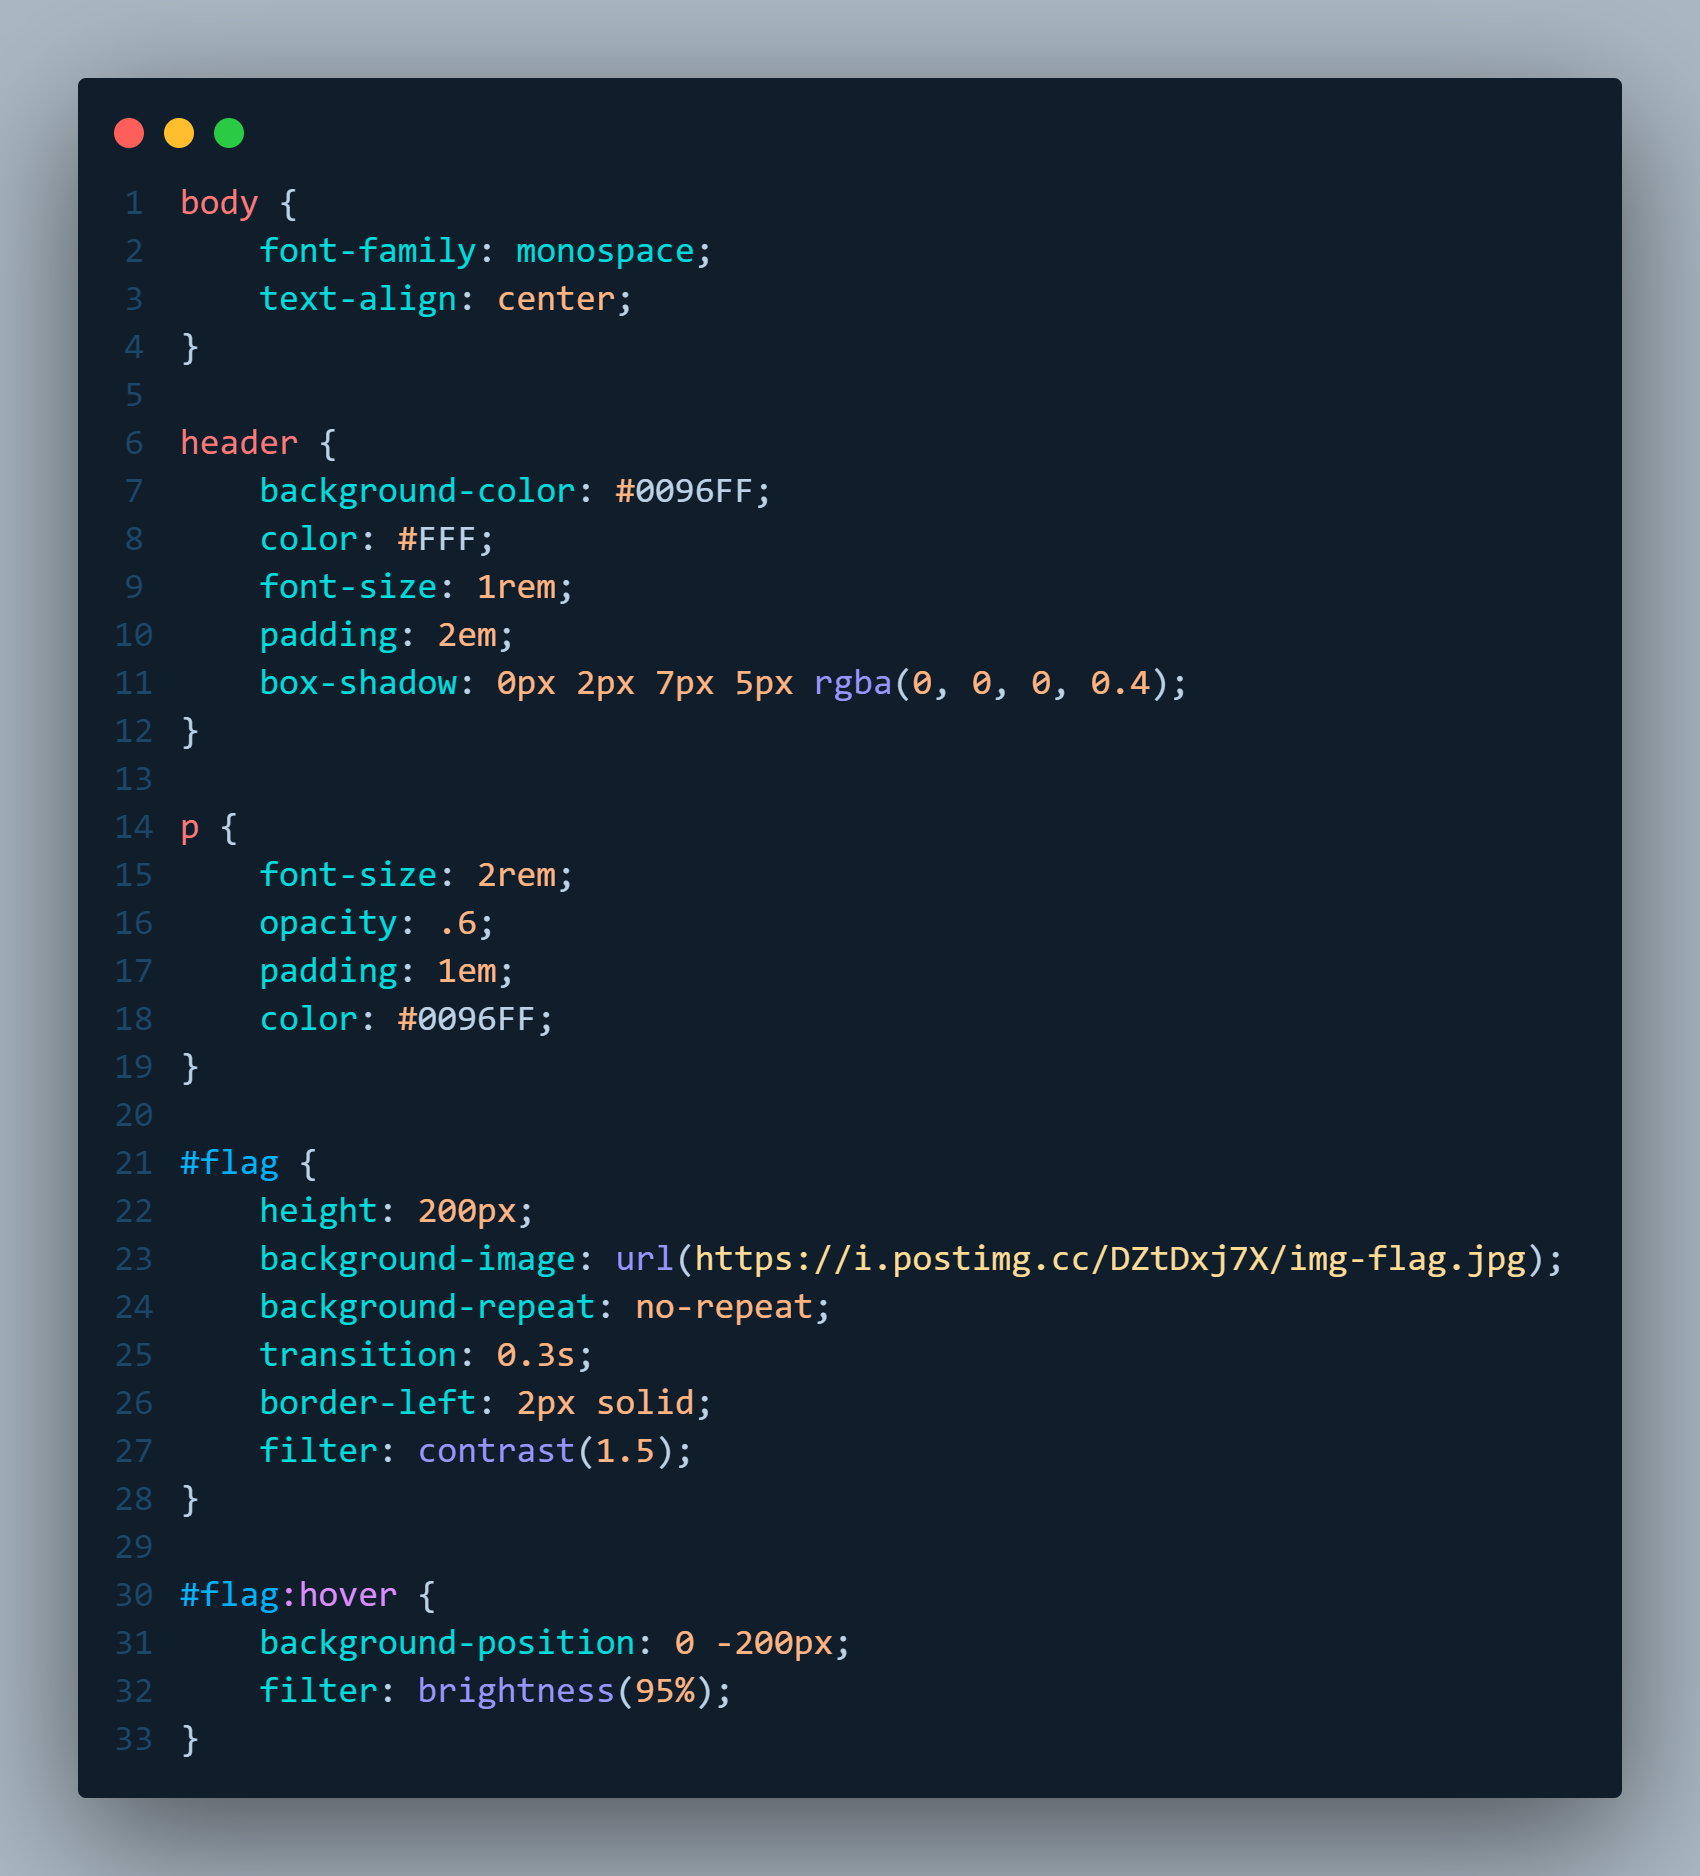 1 body {
2     font-family: monospace;
3     text-align: center;
4 }
5
6 header {
7     background-color: #0096FF;
8     color: #FFF;
9     font-size: 1rem;
10     padding: 2em;
11     box-shadow: 0px 2px 7px 5px rgba(0, 0, 0, 0.4);
12 }
13
14 p {
15     font-size: 2rem;
16     opacity: .6;
17     padding: 1em;
18     color: #0096FF;
19 }
20
21 #flag {
22     height: 200px;
23     background-image: url(https://i.postimg.cc/DZtDxj7X/img-flag.jpg);
24     background-repeat: no-repeat;
25     transition: 0.3s;
26     border-left: 2px solid;
27     filter: contrast(1.5);
28 }
29
30 #flag:hover {
31     background-position: 0 -200px;
32     filter: brightness(95%);
33 }